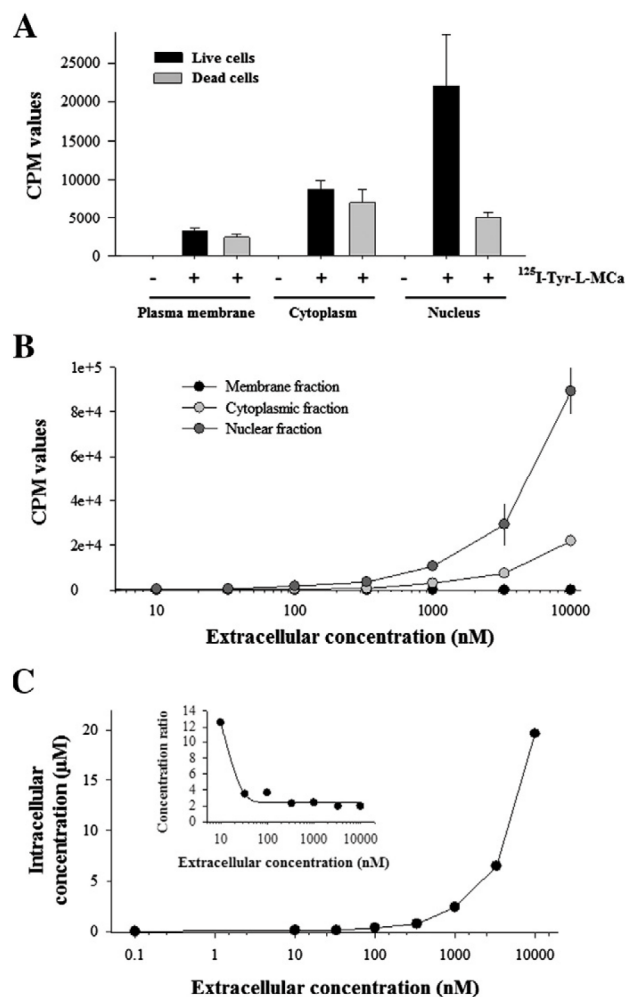 A
Live cells
Dead cells
CPM values
25000
20000
15000
10000
5000
0
- + + - + + - + + ¹²⁵I-Tyr-L-MCa
Plasma membrane Cytoplasm Nucleus
B
Membrane fraction
Cytoplasmic fraction
Nuclear fraction
CPM values
1e+5
8e+4
6e+4
4e+4
2e+4
0
10 100 1000 10000
Extracellular concentration (nM)
C
Intracellular
concentration (µM)
20
15
10
5
0
Concentration ratio
14
12
10
8
6
4
2
0
10 100 1000 10000
Extracellular concentration (nM)
0.1 1 10 100 1000 10000
Extracellular concentration (nM)